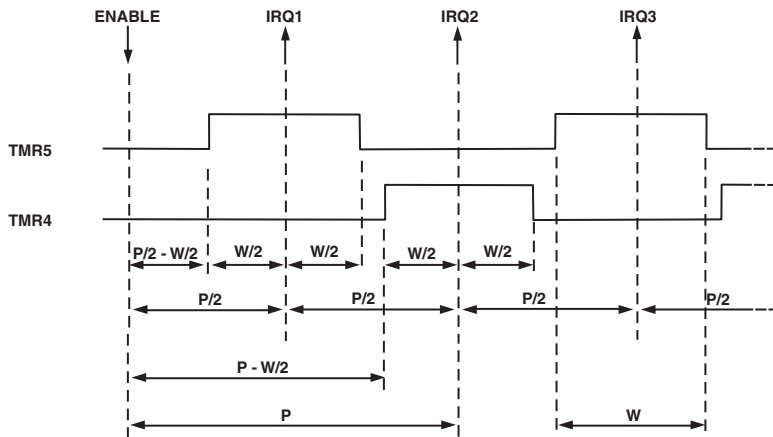 ENABLE IRQ1 IRQ2 IRQ3
TMR5
TMR4
P/2 - W/2 W/2 W/2 W/2 W/2
P/2 P/2 P/2 P/2
P - W/2
P W